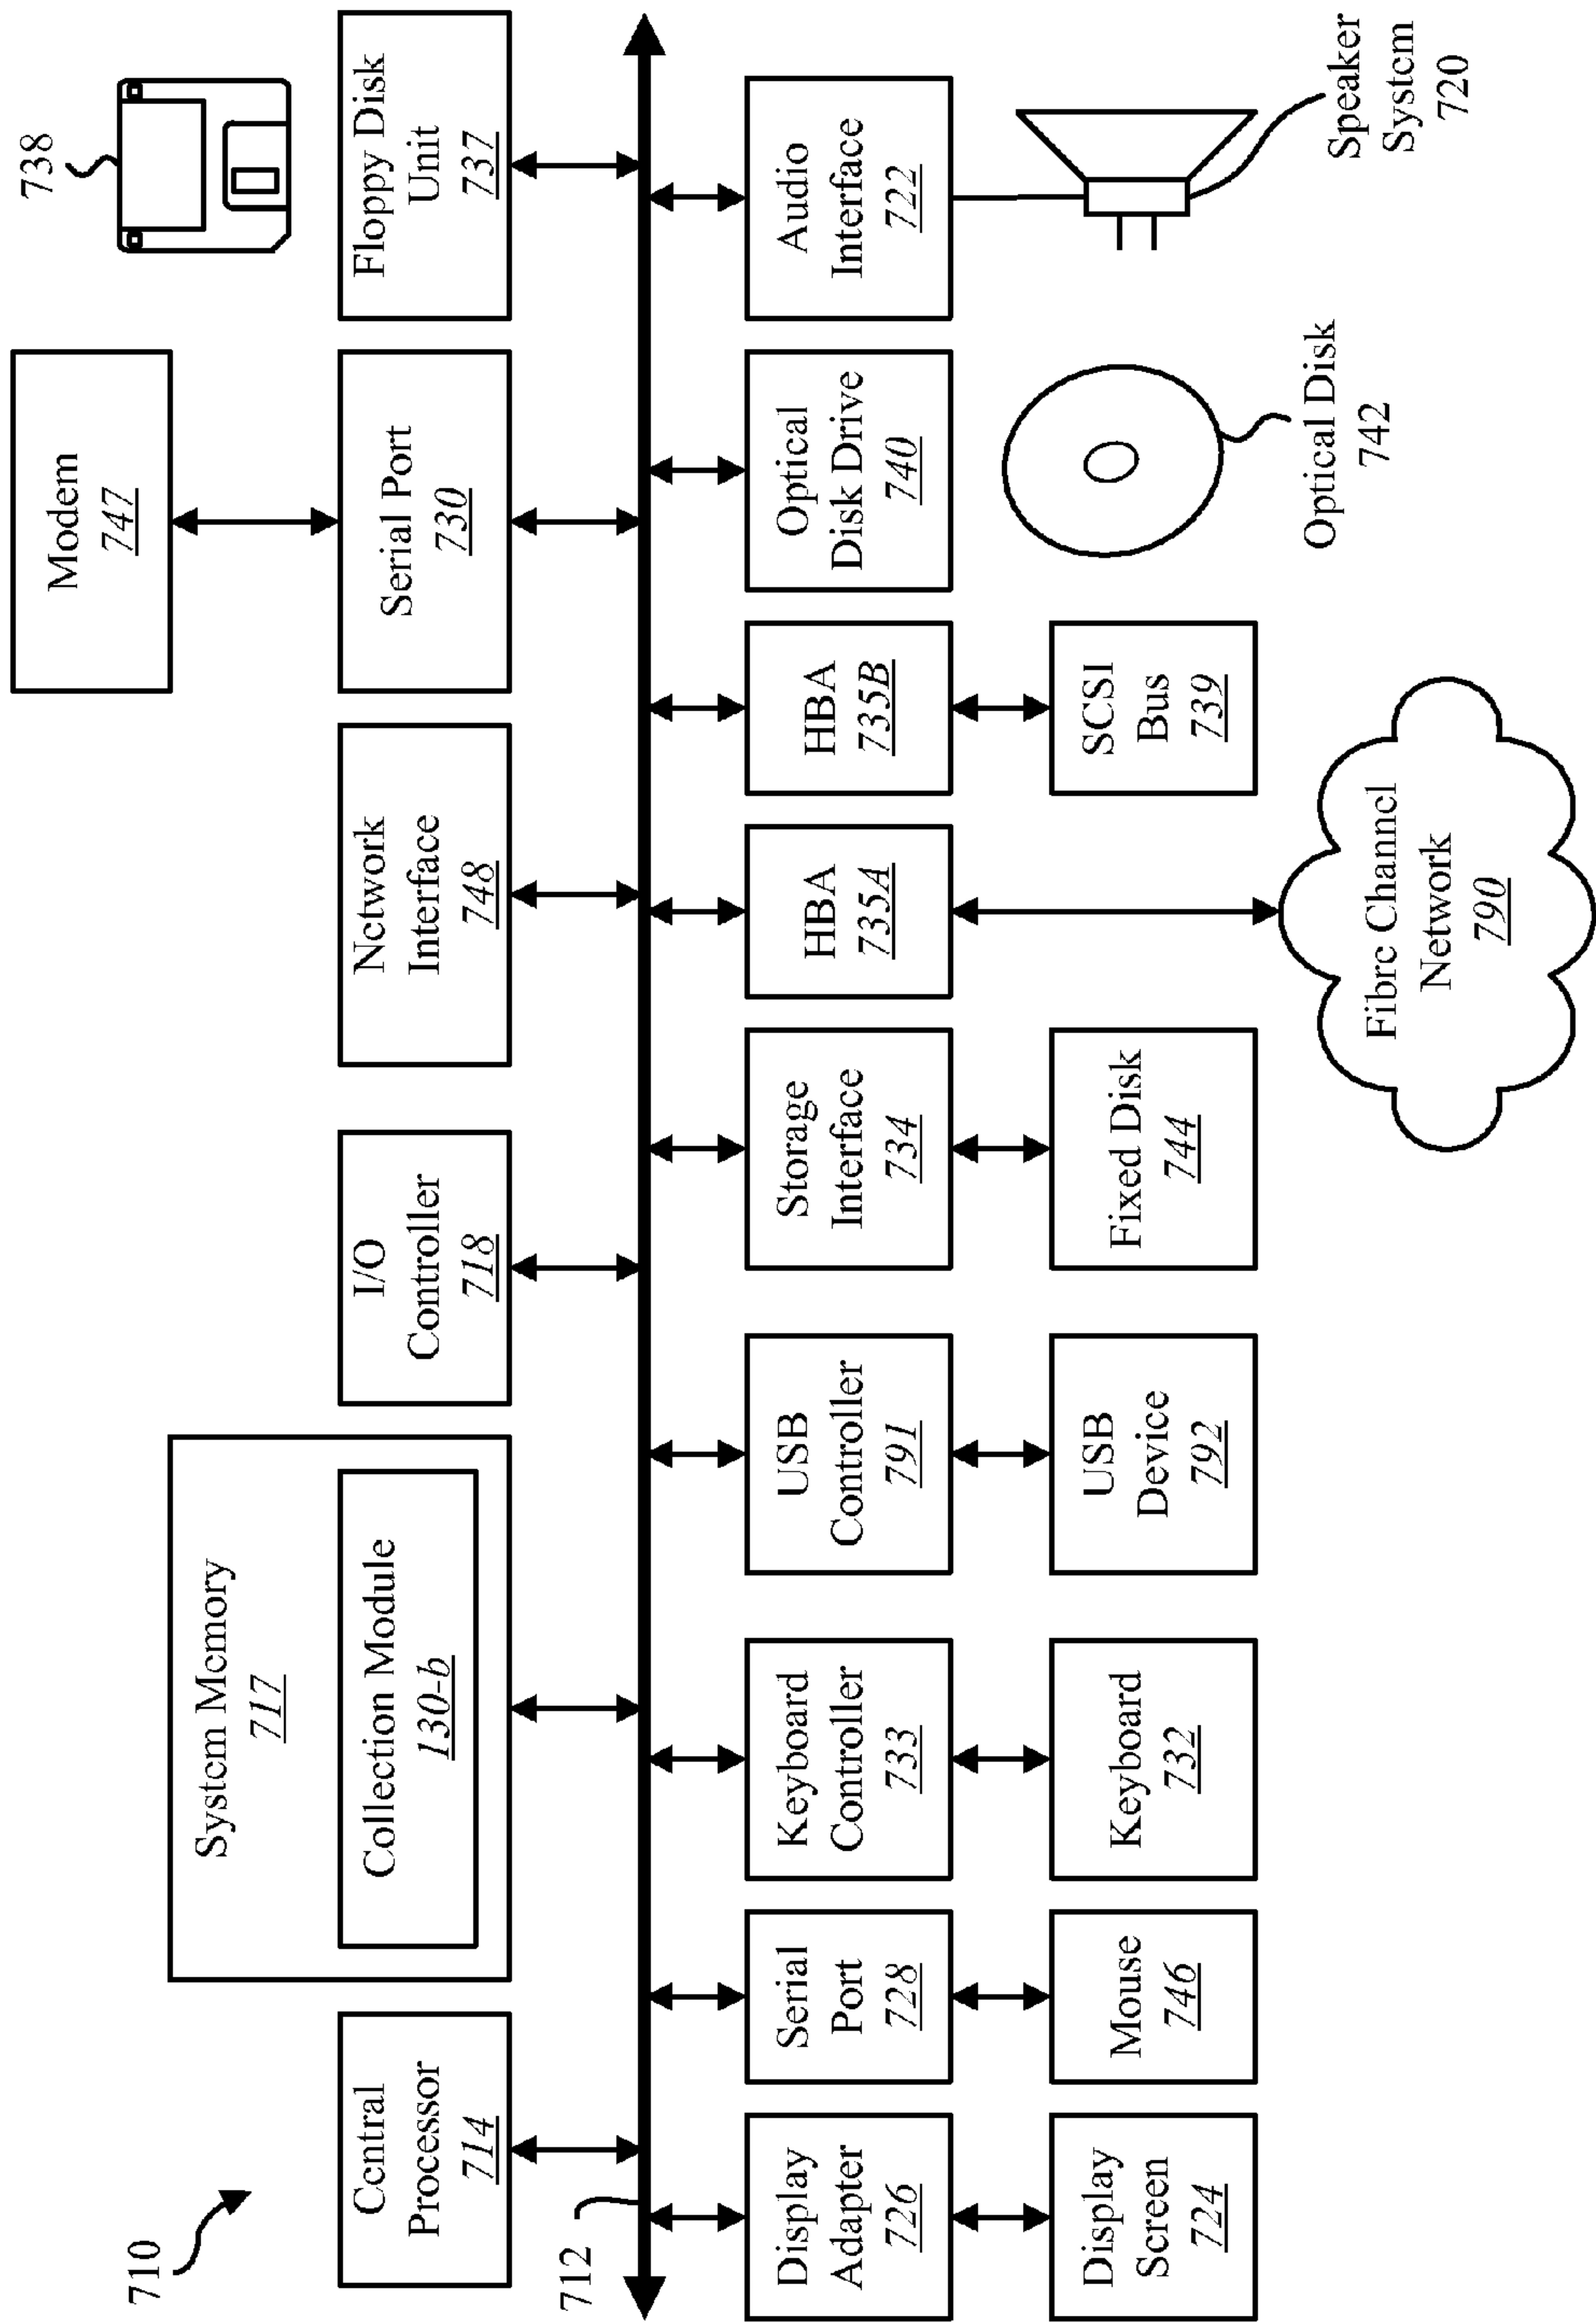 710
738
Modem
747
System Memory
717
Collection Module
130-b
Central
Processor
714
I/O
Controller
718
Network
Interface
748
Serial Port
730
Floppy Disk
Unit
737
712
Display
Adapter
726
Serial
Port
728
Keyboard
Controller
733
USB
Controller
791
Storage
Interface
734
HBA
735A
HBA
735B
Optical
Disk Drive
740
Audio
Interface
722
Display
Screen
724
Mouse
746
Keyboard
732
USB
Device
792
Fixed Disk
744
Fibre Channel
Network
790
SCSI
Bus
739
Optical Disk
742
Speaker
System
720